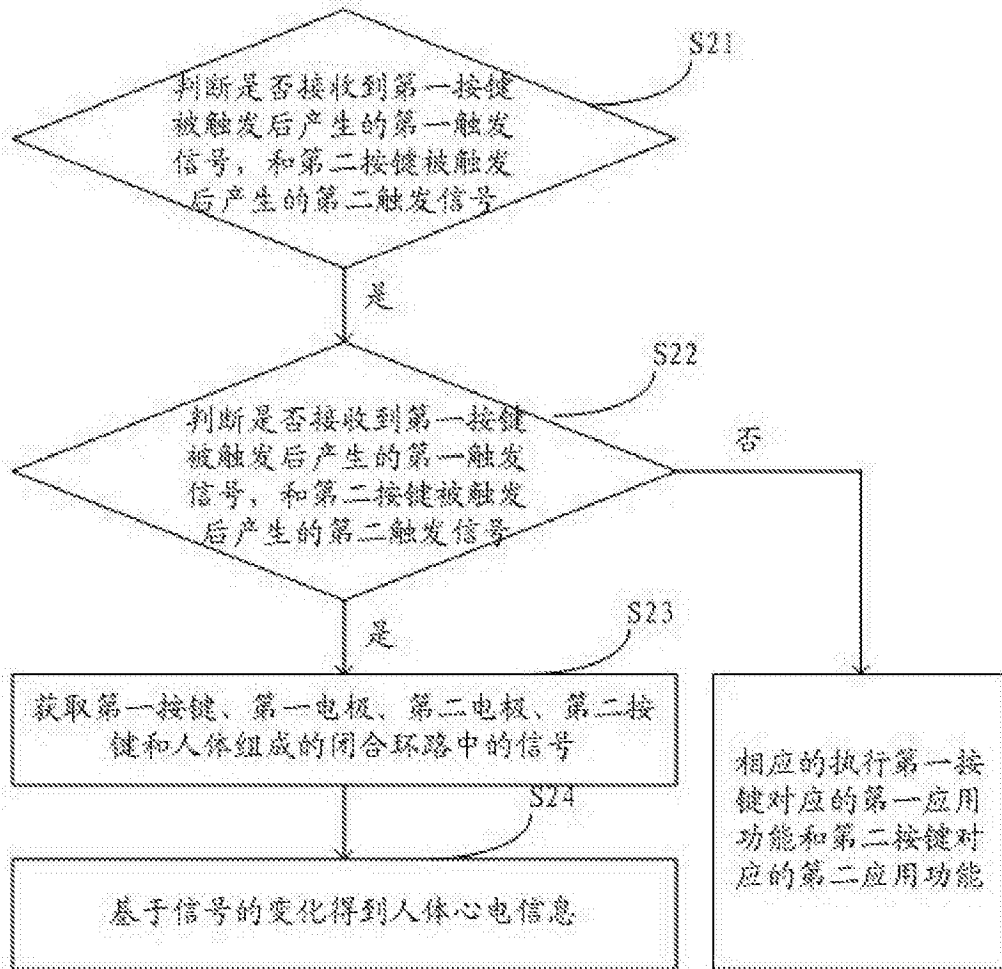 S21
判断是否接收到第一按键
被触发后产生的第一触发
信号，和第二按键被触发
后产生的第二触发信号
是
S22
判断是否接收到第一按键
被触发后产生的第一触发
信号，和第二按键被触发
后产生的第二触发信号
否
是
S23
获取第一按键、第一电极、第二电极、第二按
键和人体组成的闭合环路中的信号
相应的执行第一按
键对应的第一应用
功能和第二按键对
应的第二应用功能
S24
基于信号的变化得到人体心电信息